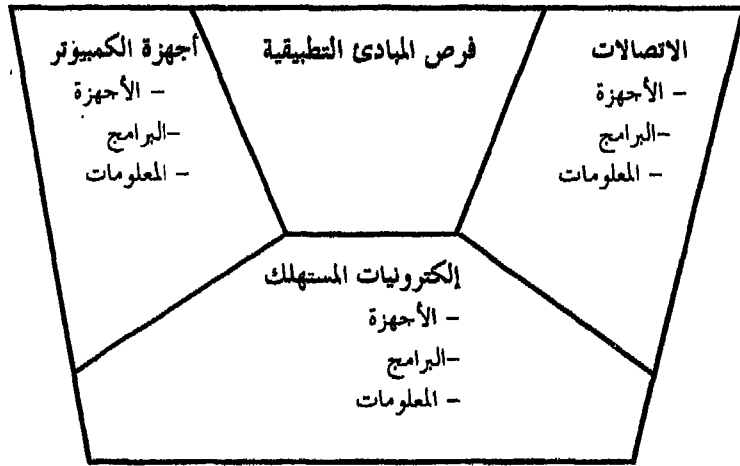 الاتصالات
- الأجهزة
-البرامج
- المعلومات
فرص المبادئ التطبيقية
أجهزة الكمبيوتر
- الأجهزة
-البرامج
- المعلومات
إلكترونيات المستهلك
- الأجهزة
-البرامج
- المعلومات